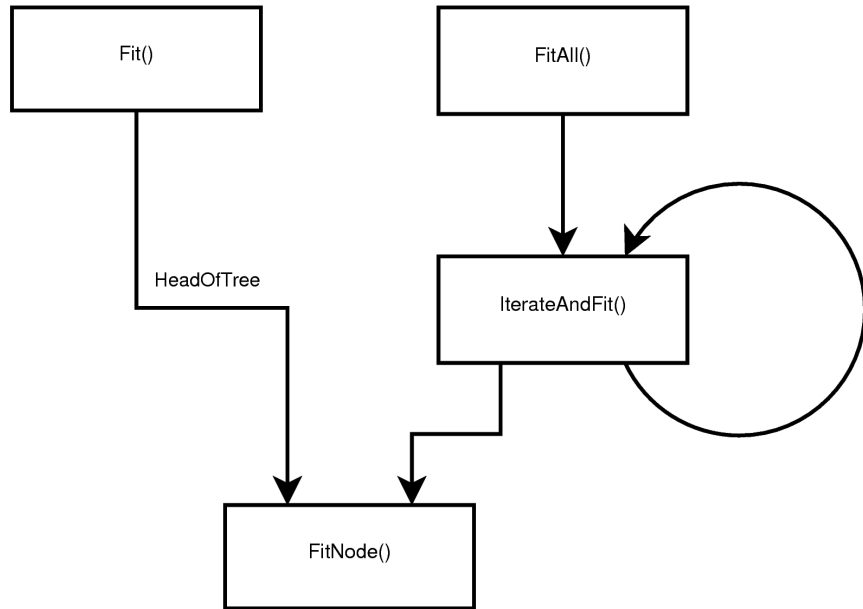 Fit()
FitAll()
HeadOfTree
IterateAndFit()
FitNode()